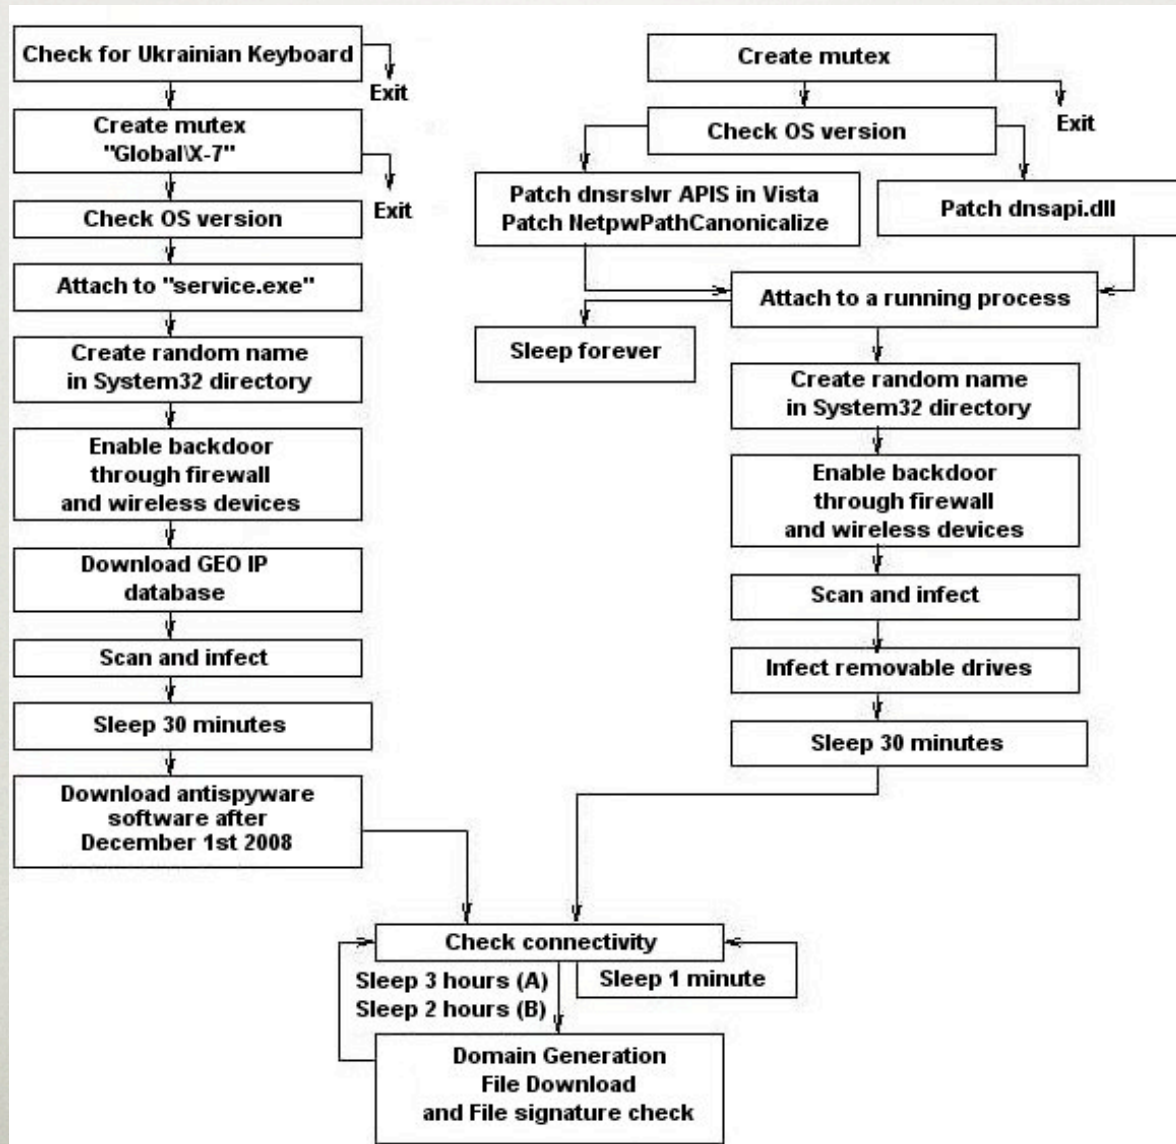 Check for Ukrainian Keyboard
Exit
Create mutex
"Global\X-7"
Exit
Check OS version
Attach to "service.exe"
Create random name
in System32 directory
Enable backdoor
through firewall
and wireless devices
Download GEO IP
database
Scan and infect
Sleep 30 minutes
Download antispyware
software after
December 1st 2008
Create mutex
Exit
Check OS version
Patch dnsrslvr APIS in Vista
Patch NetpwPathCanonicalize
Patch dnsapi.dll
Attach to a running process
Sleep forever
Create random name
in System32 directory
Enable backdoor
through firewall
and wireless devices
Scan and infect
Infect removable drives
Sleep 30 minutes
Check connectivity
Sleep 3 hours (A)
Sleep 2 hours (B)
Sleep 1 minute
Domain Generation
File Download
and File signature check